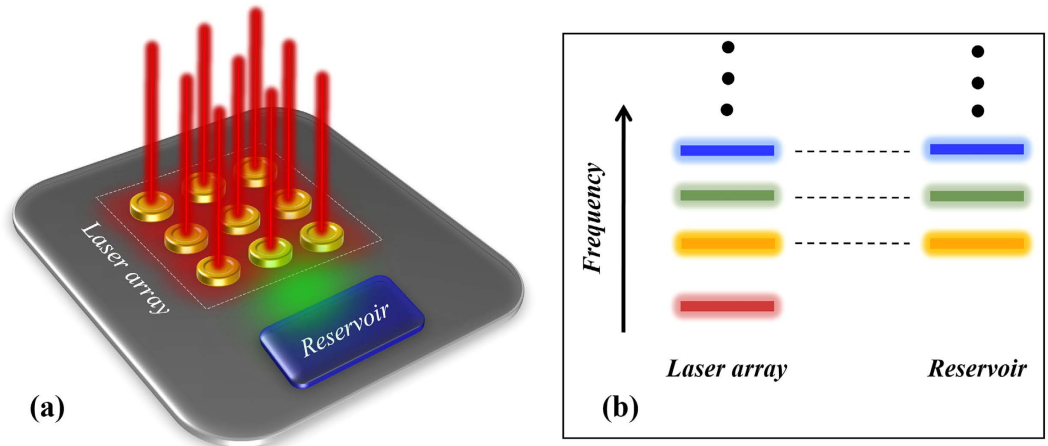 Laser array
Reservoir
(a)
Frequency
Laser array
Reservoir
(b)